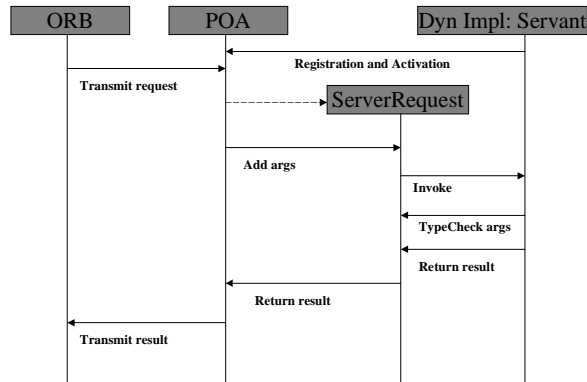 ORB
POA
Dyn Impl: Servant
Registration and Activation
Transmit request
ServerRequest
Add args
Invoke
TypeCheck args
Return result
Return result
Transmit result